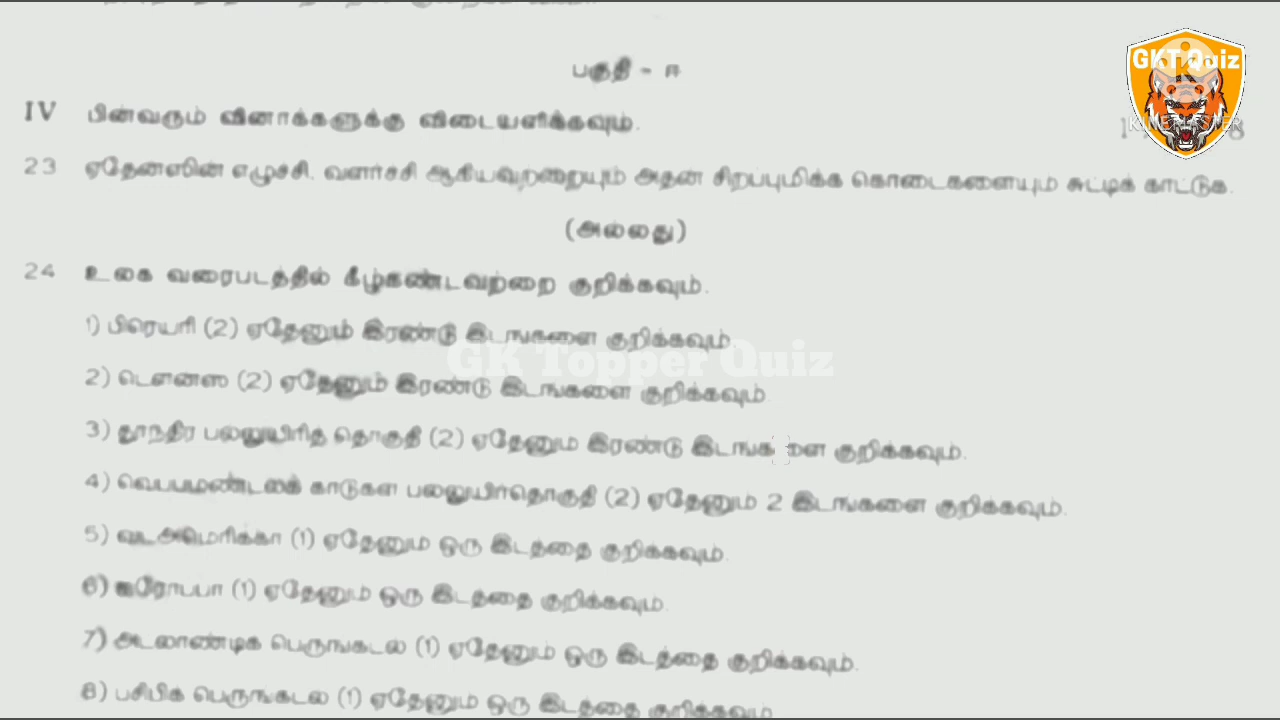 பகுதி - ஈ
GKT Quiz
IV பின்வரும் வினாக்களுக்கு விடையளிக்கவும்.
KINEMASTER
23 ஏதென்ஸின் எழுச்சி, வளர்ச்சி ஆகியவற்றையும் அதன் சிறப்புமிக்க கொடைகளையும் சுட்டிக் காட்டுக.
(அல்லது)
24 உலக வரைபடத்தில் கீழ்கண்டவற்றை குறிக்கவும்.
1) பிரெய்ரி (2) ஏதேனும் இரண்டு இடங்களை குறிக்கவும்.
GK Topper Quiz
2) டௌன்ஸ் (2) ஏதேனும் இரண்டு இடங்களை குறிக்கவும்
3) தூந்திர பல்லுயிரித் தொகுதி (2) ஏதேனும் இரண்டு இடங்களை குறிக்கவும்.
4) வெப்பமண்டலக் காடுகள் பல்லுயிர்தொகுதி (2) ஏதேனும் 2 இடங்களை குறிக்கவும்.
5) வடஅமெரிக்கா (1) ஏதேனும் ஒரு இடத்தை குறிக்கவும்.
6) ஐரோப்பா (1) ஏதேனும் ஒரு இடத்தை குறிக்கவும்.
7) அட்லாண்டிக் பெருங்கடல் (1) ஏதேனும் ஒரு இடத்தை குறிக்கவும்.
8) பசிபிக் பெருங்கடல் (1) ஏதேனும் ஒரு இடத்தை குறிக்கவும்